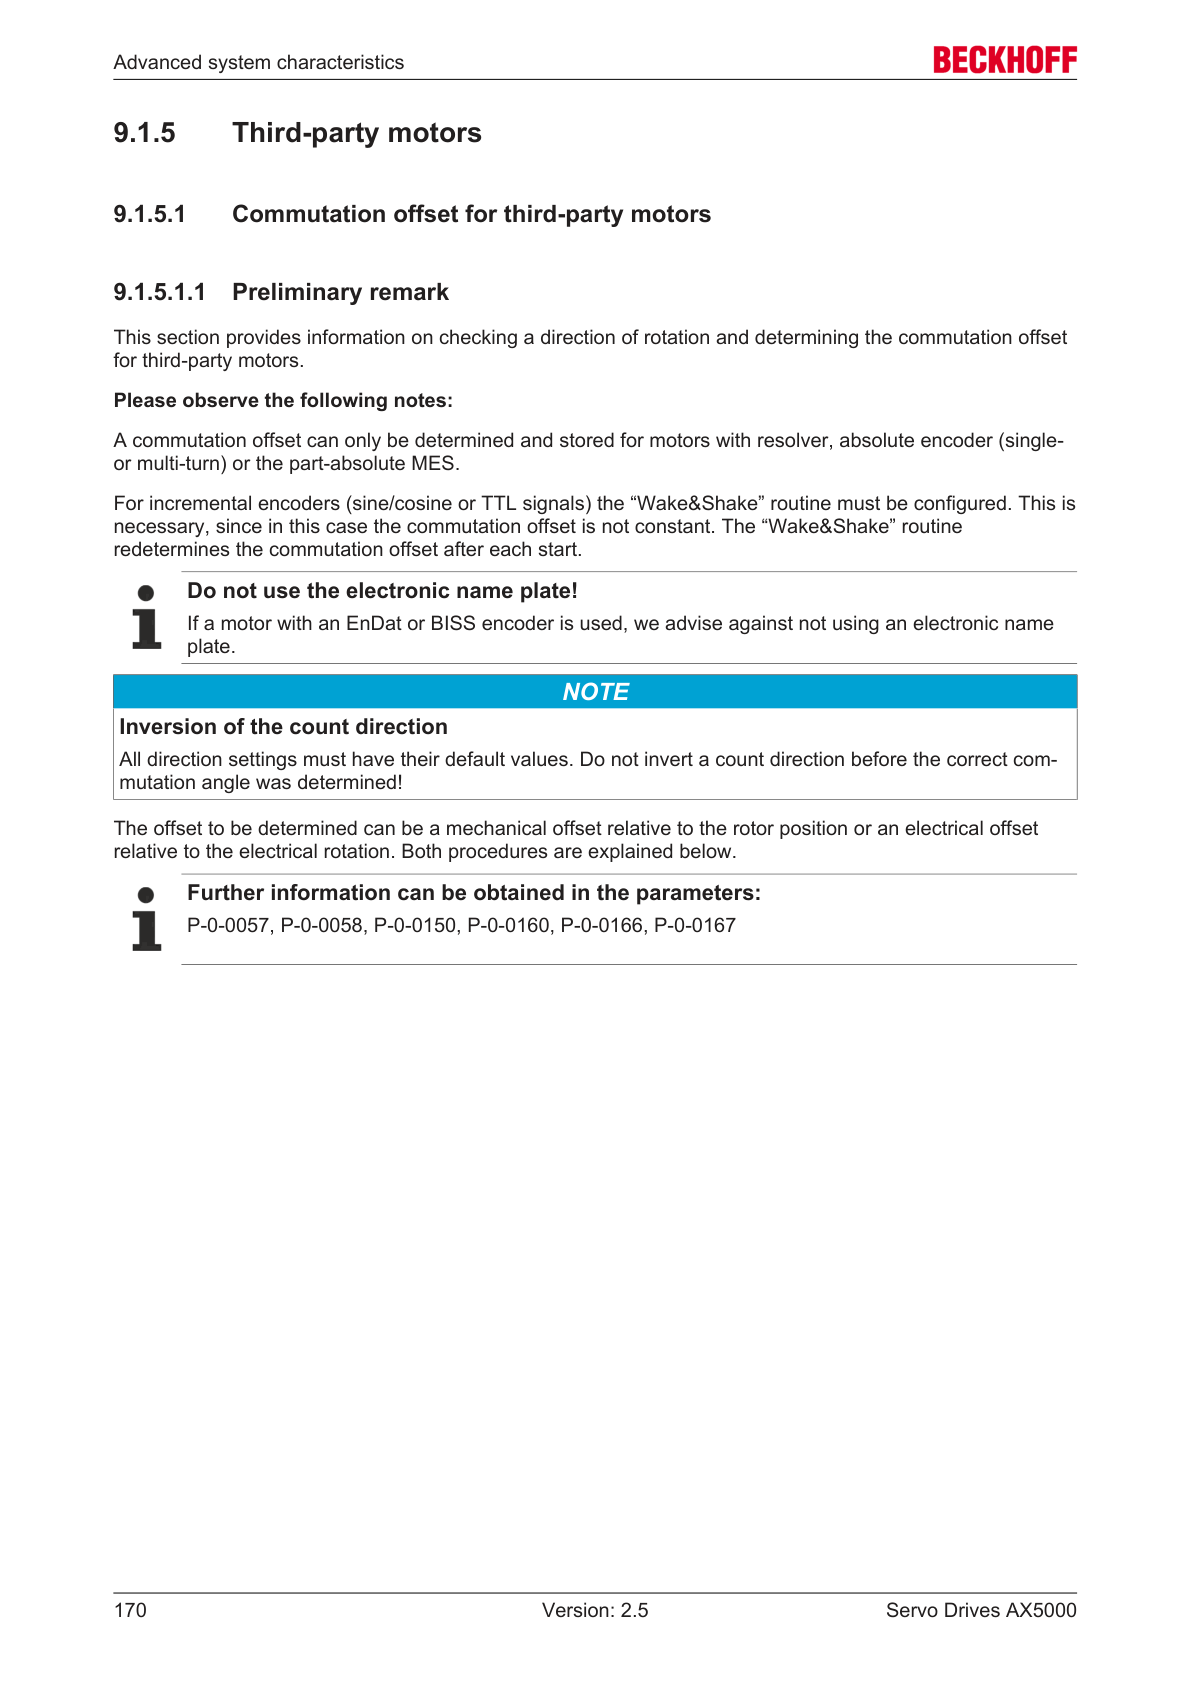 Advanced system characteristics
BECKHOFF
9.1.5 Third-party motors
9.1.5.1 Commutation offset for third-party motors
9.1.5.1.1 Preliminary remark
This section provides information on checking a direction of rotation and determining the commutation offset
for third-party motors.
Please observe the following notes:
A commutation offset can only be determined and stored for motors with resolver, absolute encoder (single-
or multi-turn) or the part-absolute MES.
For incremental encoders (sine/cosine or TTL signals) the “Wake&Shake” routine must be configured. This is
necessary, since in this case the commutation offset is not constant. The “Wake&Shake” routine
redetermines the commutation offset after each start.
Do not use the electronic name plate!
If a motor with an EnDat or BISS encoder is used, we advise against not using an electronic name
plate.
NOTE
Inversion of the count direction
All direction settings must have their default values. Do not invert a count direction before the correct com-
mutation angle was determined!
The offset to be determined can be a mechanical offset relative to the rotor position or an electrical offset
relative to the electrical rotation. Both procedures are explained below.
Further information can be obtained in the parameters:
P-0-0057, P-0-0058, P-0-0150, P-0-0160, P-0-0166, P-0-0167
170 Version: 2.5 Servo Drives AX5000